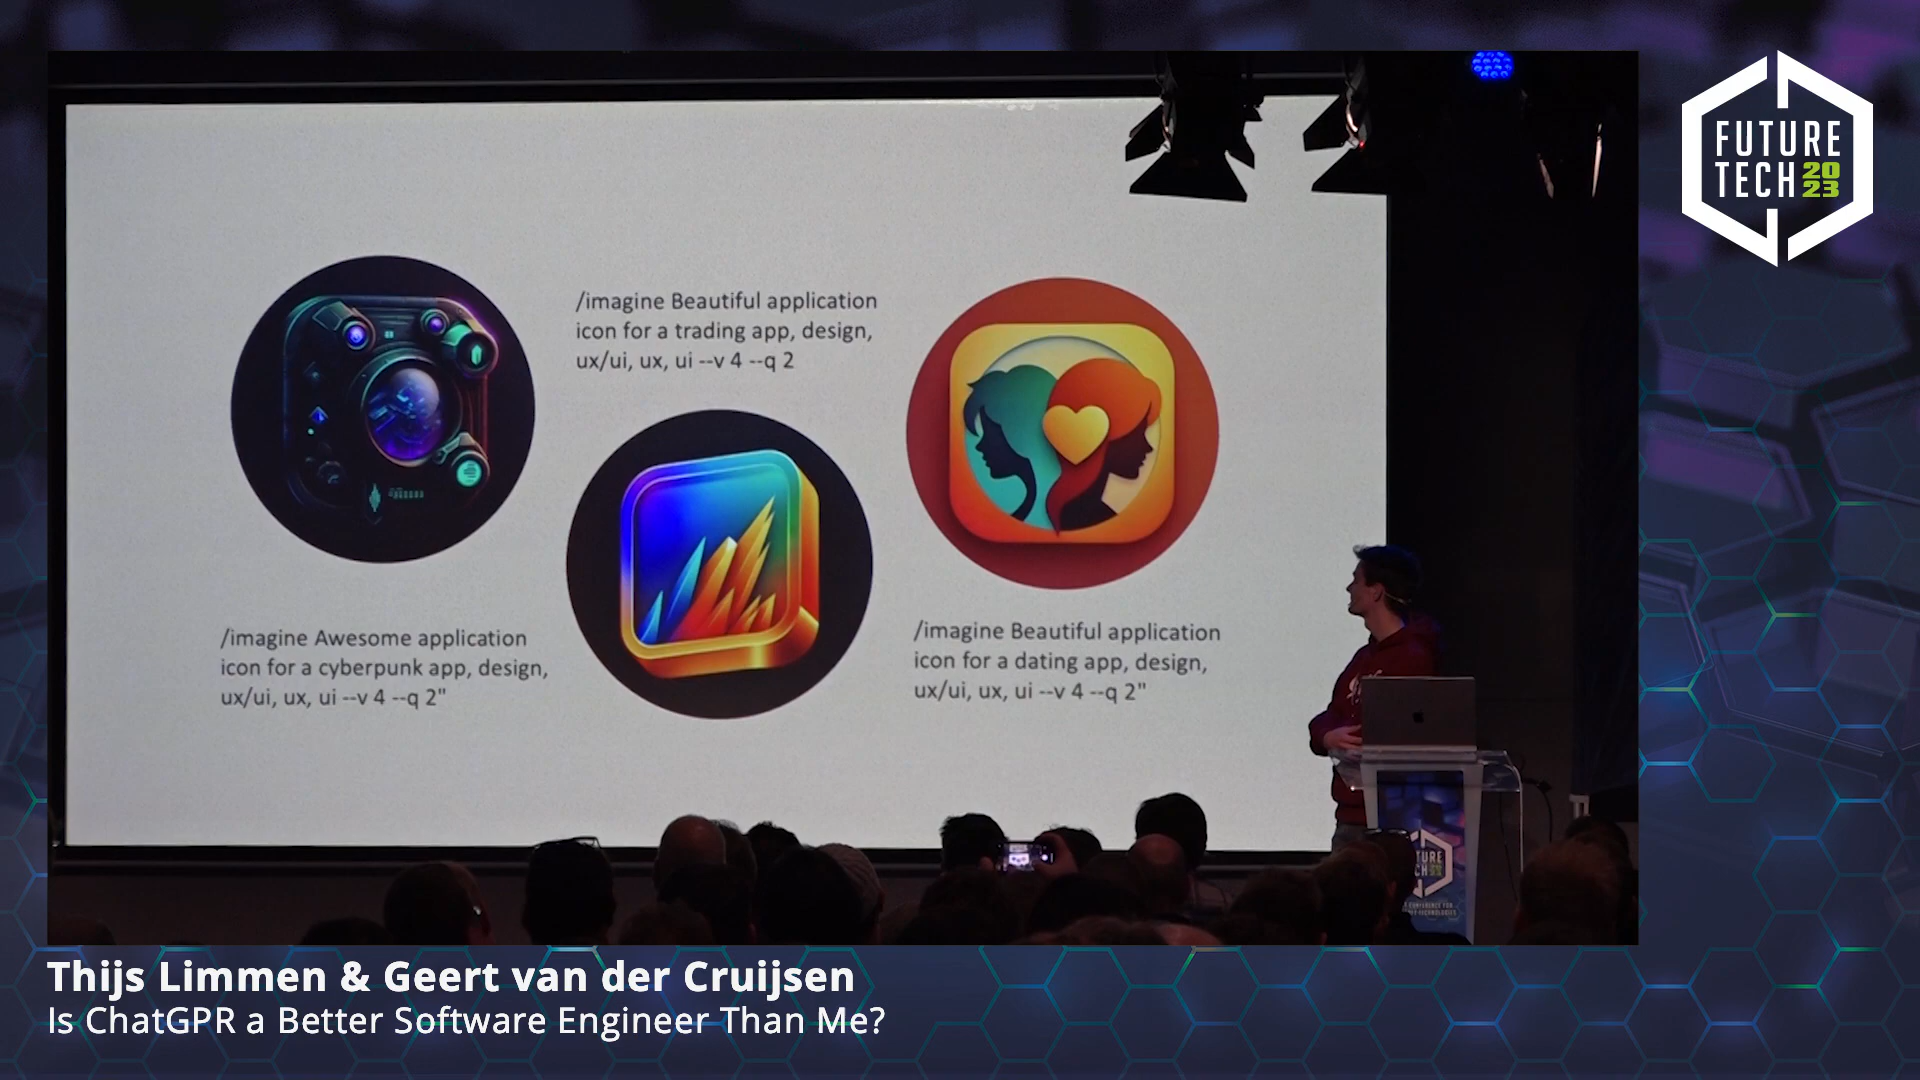 FUTURE
TECH 20
23
/imagine Beautiful application
icon for a trading app, design,
ux/ui, ux, ui --v 4 --q 2
/imagine Awesome application
icon for a cyberpunk app, design,
ux/ui, ux, ui --v 4 --q 2"
/imagine Beautiful application
icon for a dating app, design,
ux/ui, ux, ui --v 4 --q 2"
Thijs Limmen & Geert van der Cruijsen
Is ChatGPR a Better Software Engineer Than Me?